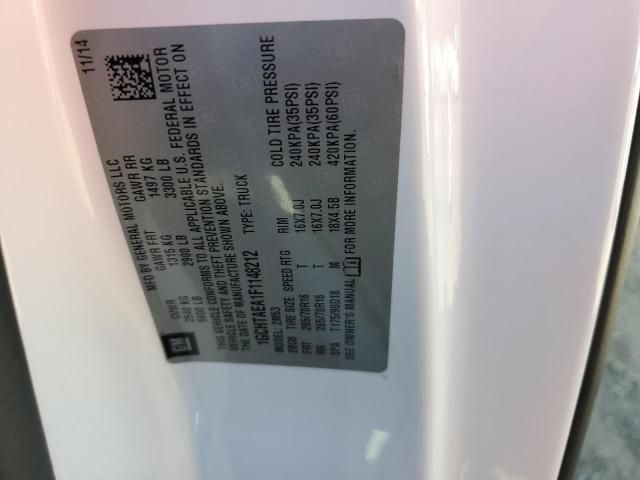 MFD BY GENERAL MOTORS LLC 11/14
GVWR GAWR FRT GAWR RR
2540 KG 1315 KG 1497 KG
5600 LB 2900 LB 3300 LB
THIS VEHICLE CONFORMS TO ALL APPLICABLE U.S. FEDERAL MOTOR
VEHICLE SAFETY AND THEFT PREVENTION STANDARDS IN EFFECT ON
THE DATE OF MANUFACTURE SHOWN ABOVE.
1GCHTAEA1F1148212 TYPE: TRUCK
MODEL: 2M53
TIRE SIZE SPEED RTG RIM COLD TIRE PRESSURE
FRT 265/70R16 T 16X7.0J 240KPA(35PSI)
RR 265/70R16 T 16X7.0J 240KPA(35PSI)
SPA T175/90D18 M 18X4.5B 420KPA(60PSI)
SEE OWNER'S MANUAL FOR MORE INFORMATION.
GM